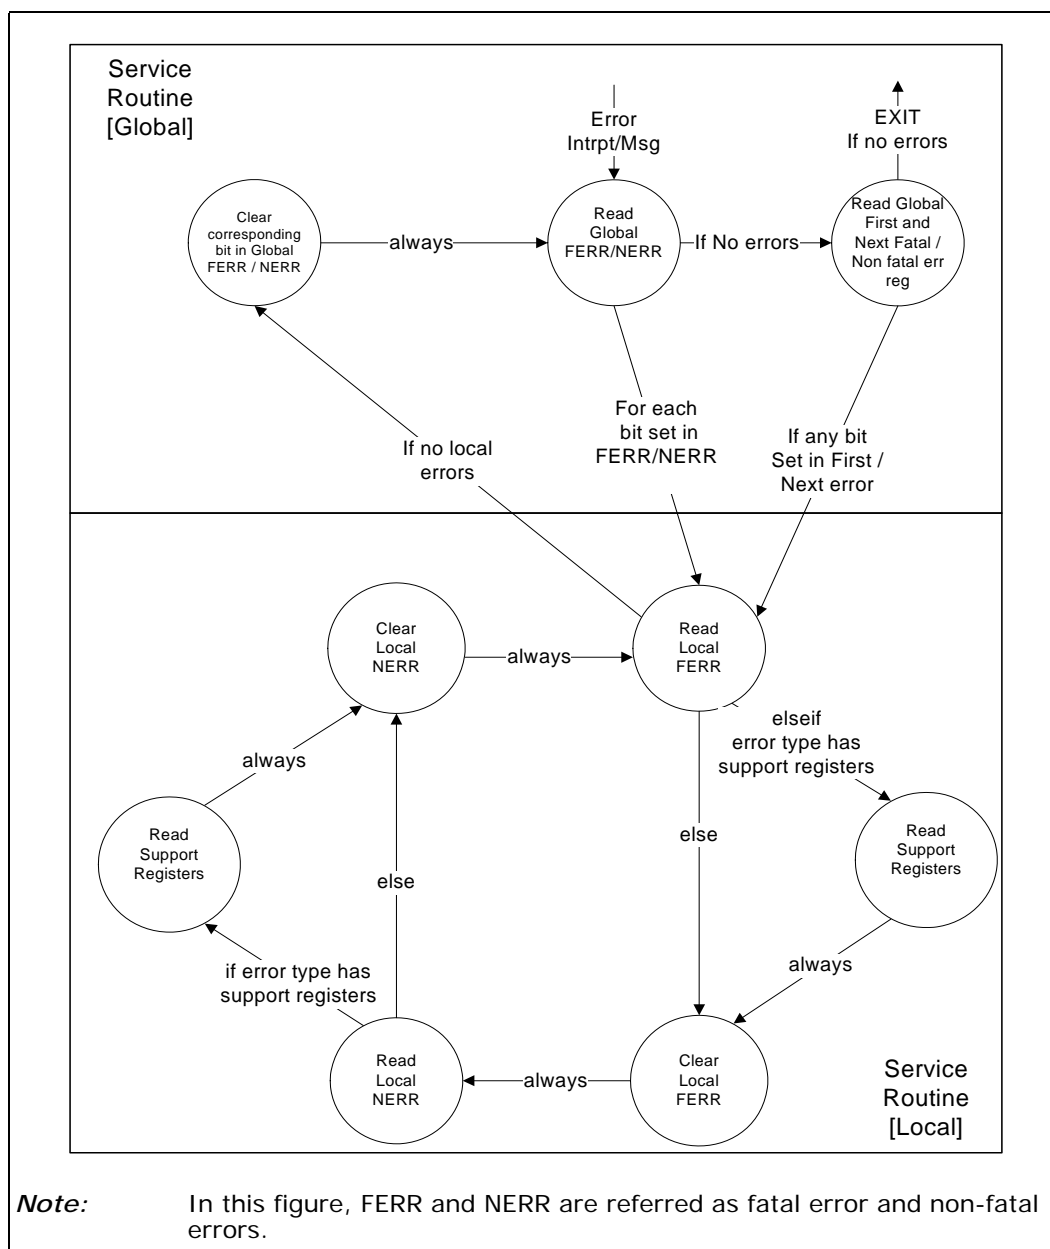 Service
Routine
[Global]
Error
Intrpt/Msg
EXIT
If no errors
Clear
corresponding
bit in Global
FERR / NERR
always
Read
Global
FERR/NERR
If No errors
Read Global
First and
Next Fatal /
Non fatal err
reg
If no local
errors
For each
bit set in
FERR/NERR
If any bit
Set in First /
Next error
Clear
Local
NERR
always
Read
Local
FERR
elseif
error type has
support registers
always
Read
Support
Registers
else
else
Read
Support
Registers
if error type has
support registers
always
Read
Local
NERR
always
Clear
Local
FERR
Service
Routine
[Local]
Note: In this figure, FERR and NERR are referred as fatal error and non-fatal
errors.